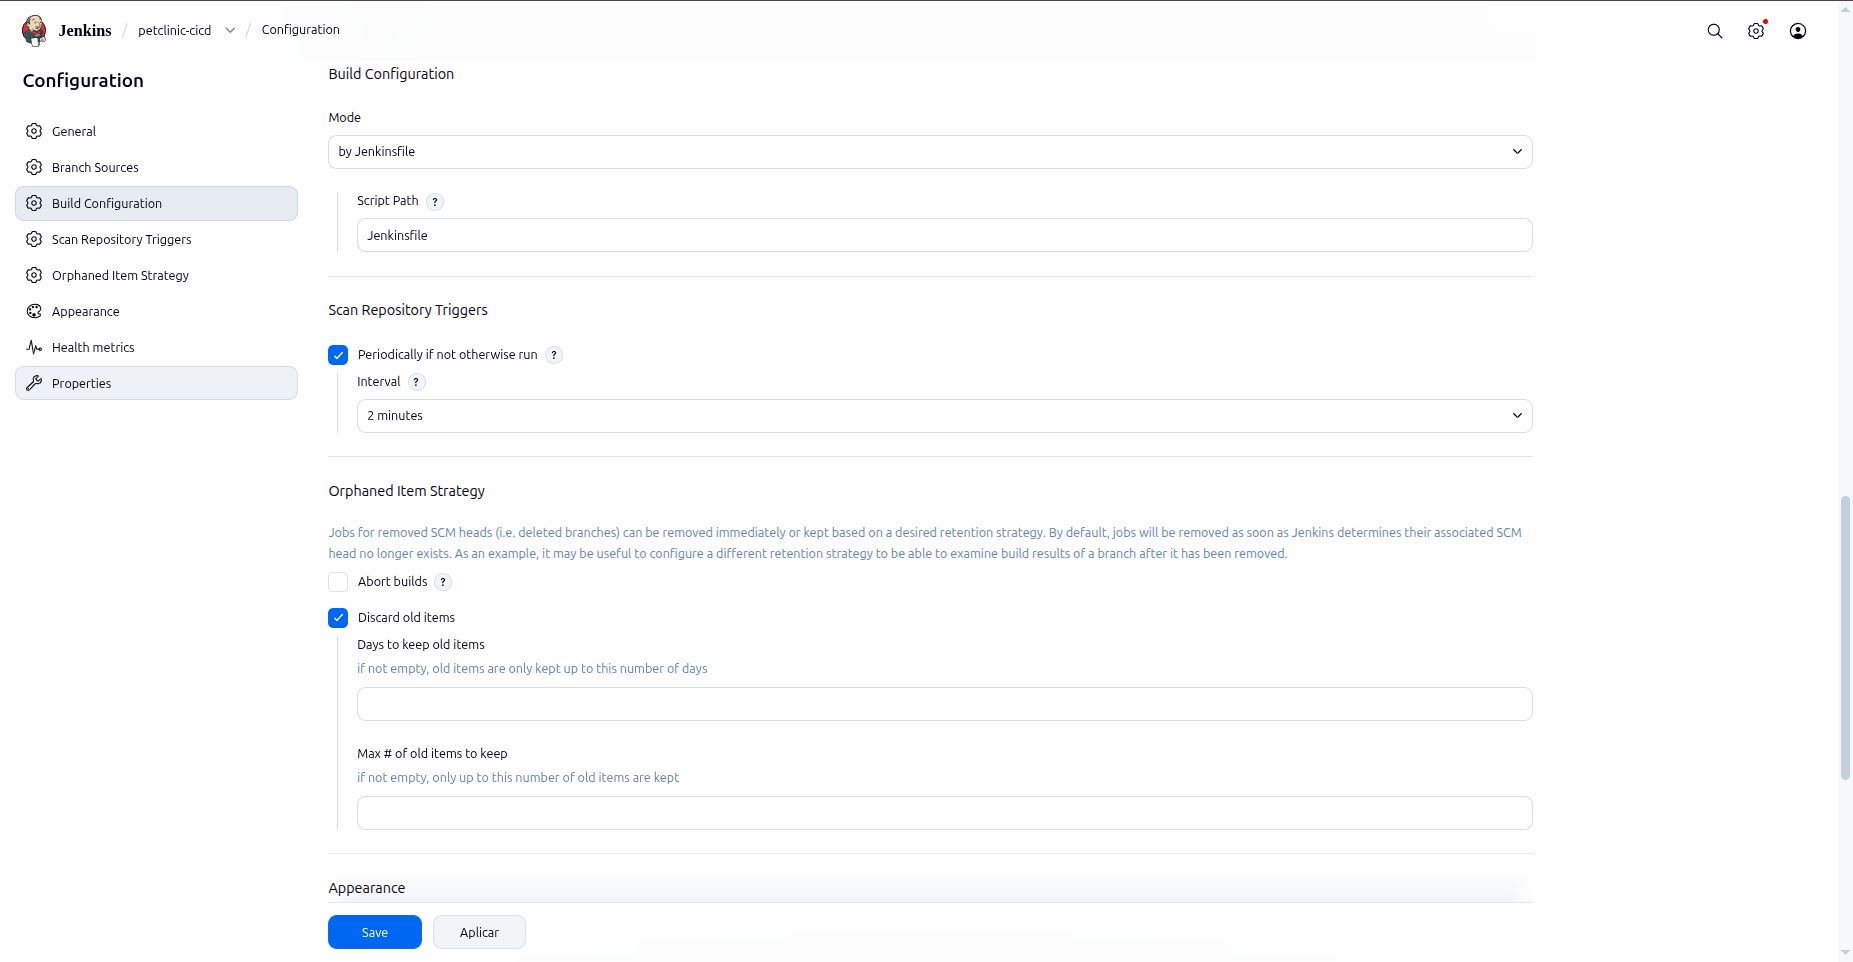 Jenkins / petclinic-cicd / Configuration
Configuration
General
Branch Sources
Build Configuration
Scan Repository Triggers
Orphaned Item Strategy
Appearance
Health metrics
Properties
Build Configuration
Mode
by Jenkinsfile
Script Path ?
Jenkinsfile
Scan Repository Triggers
Periodically if not otherwise run ?
Interval ?
2 minutes
Orphaned Item Strategy
Jobs for removed SCM heads (i.e. deleted branches) can be removed immediately or kept based on a desired retention strategy. By default, jobs will be removed as soon as Jenkins determines their associated SCM
head no longer exists. As an example, it may be useful to configure a different retention strategy to be able to examine build results of a branch after it has been removed.
Abort builds ?
Discard old items
Days to keep old items
if not empty, old items are only kept up to this number of days
Max # of old items to keep
if not empty, only up to this number of old items are kept
Appearance
Save
Aplicar